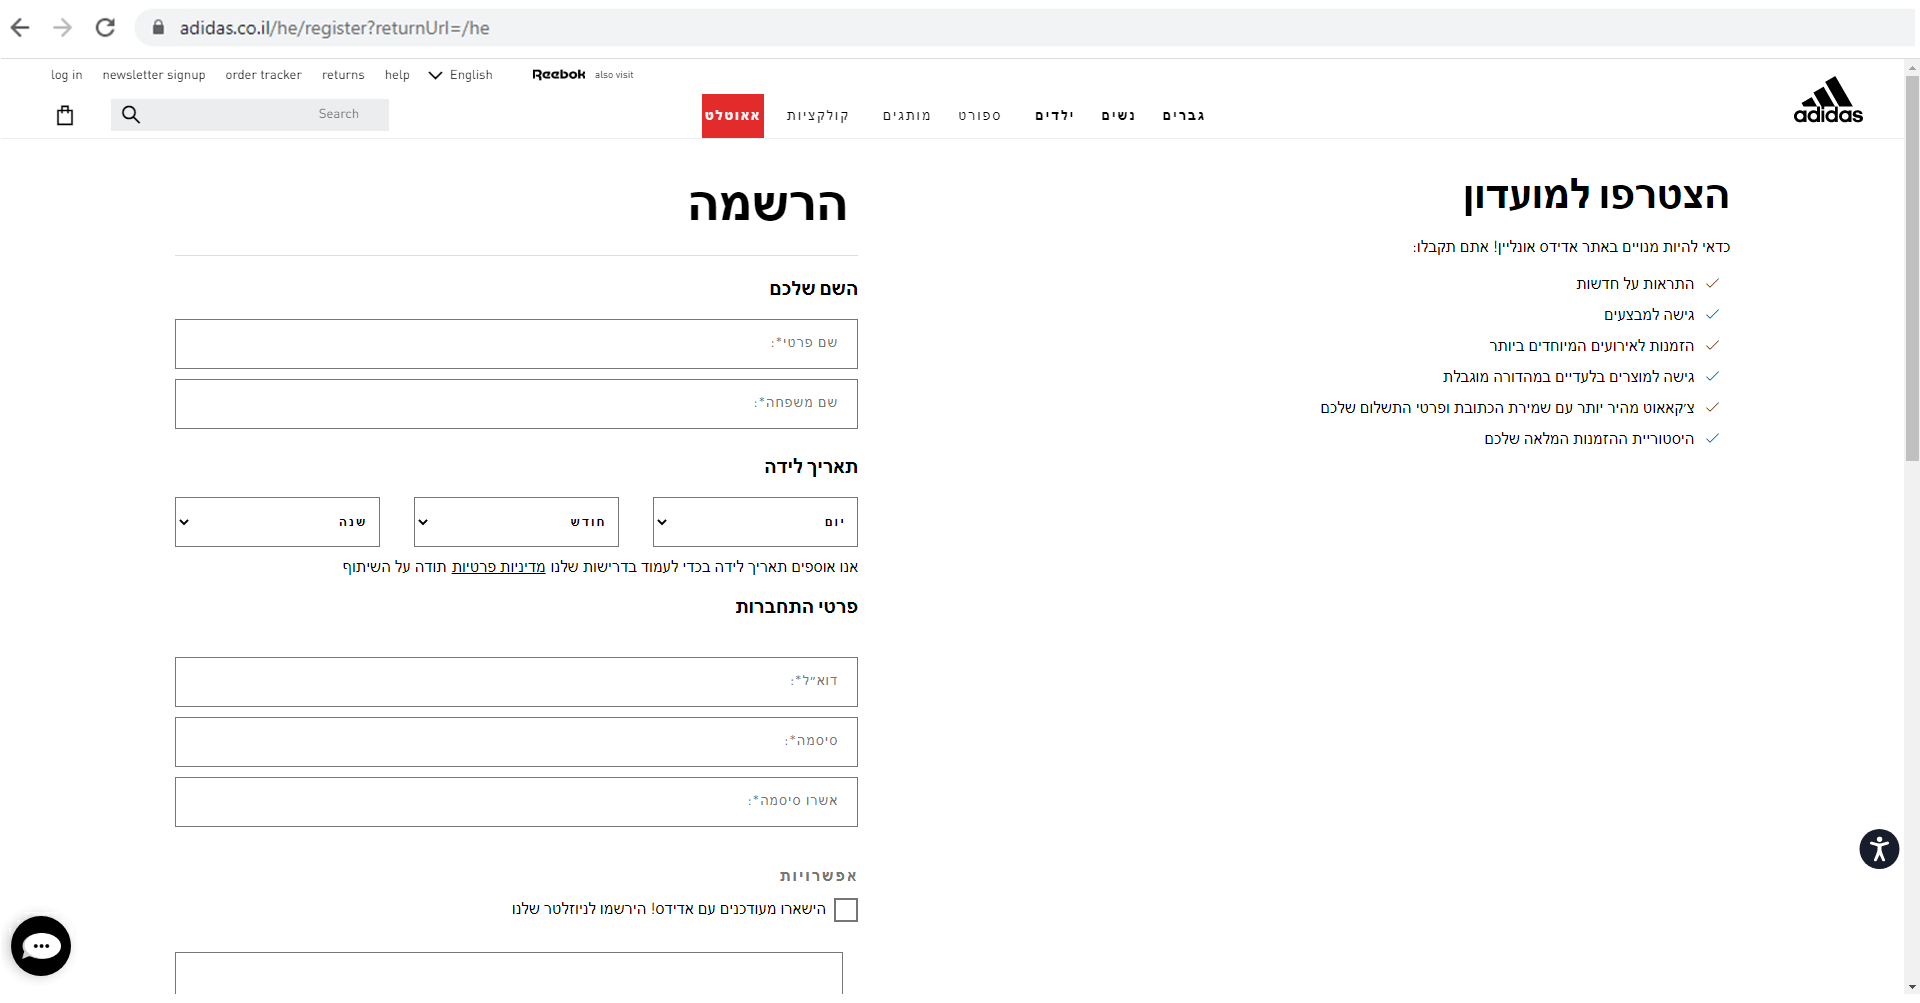 adidas.co.il/he/register?returnUrl=/he
log in newsletter signup order tracker returns help English Reebok also visit
adidas
גברים נשים ילדים ספורט מותגים קולקציות אאוטלט
Search
הצטרפו למועדון
כדאי להיות מנויים באתר אדידס אונליין! אתם תקבלו:
התראות על חדשות
גישה למבצעים
הזמנות לאירועים המיוחדים ביותר
גישה למוצרים בלעדיים במהדורה מוגבלת
צ'קאאוט מהיר יותר עם שמירת הכתובת ופרטי התשלום שלכם
היסטוריית ההזמנות המלאה שלכם
הרשמה
השם שלכם
שם פרטי*:
שם משפחה*:
תאריך לידה
יום חודש שנה
אנו אוספים תאריך לידה בכדי לעמוד בדרישות שלנו מדיניות פרטיות תודה על השיתוף
פרטי התחברות
דוא״ל*:
סיסמה*:
אשרו סיסמה*:
אפשרויות
הישארו מעודכנים עם אדידס! הירשמו לניוזלטר שלנו